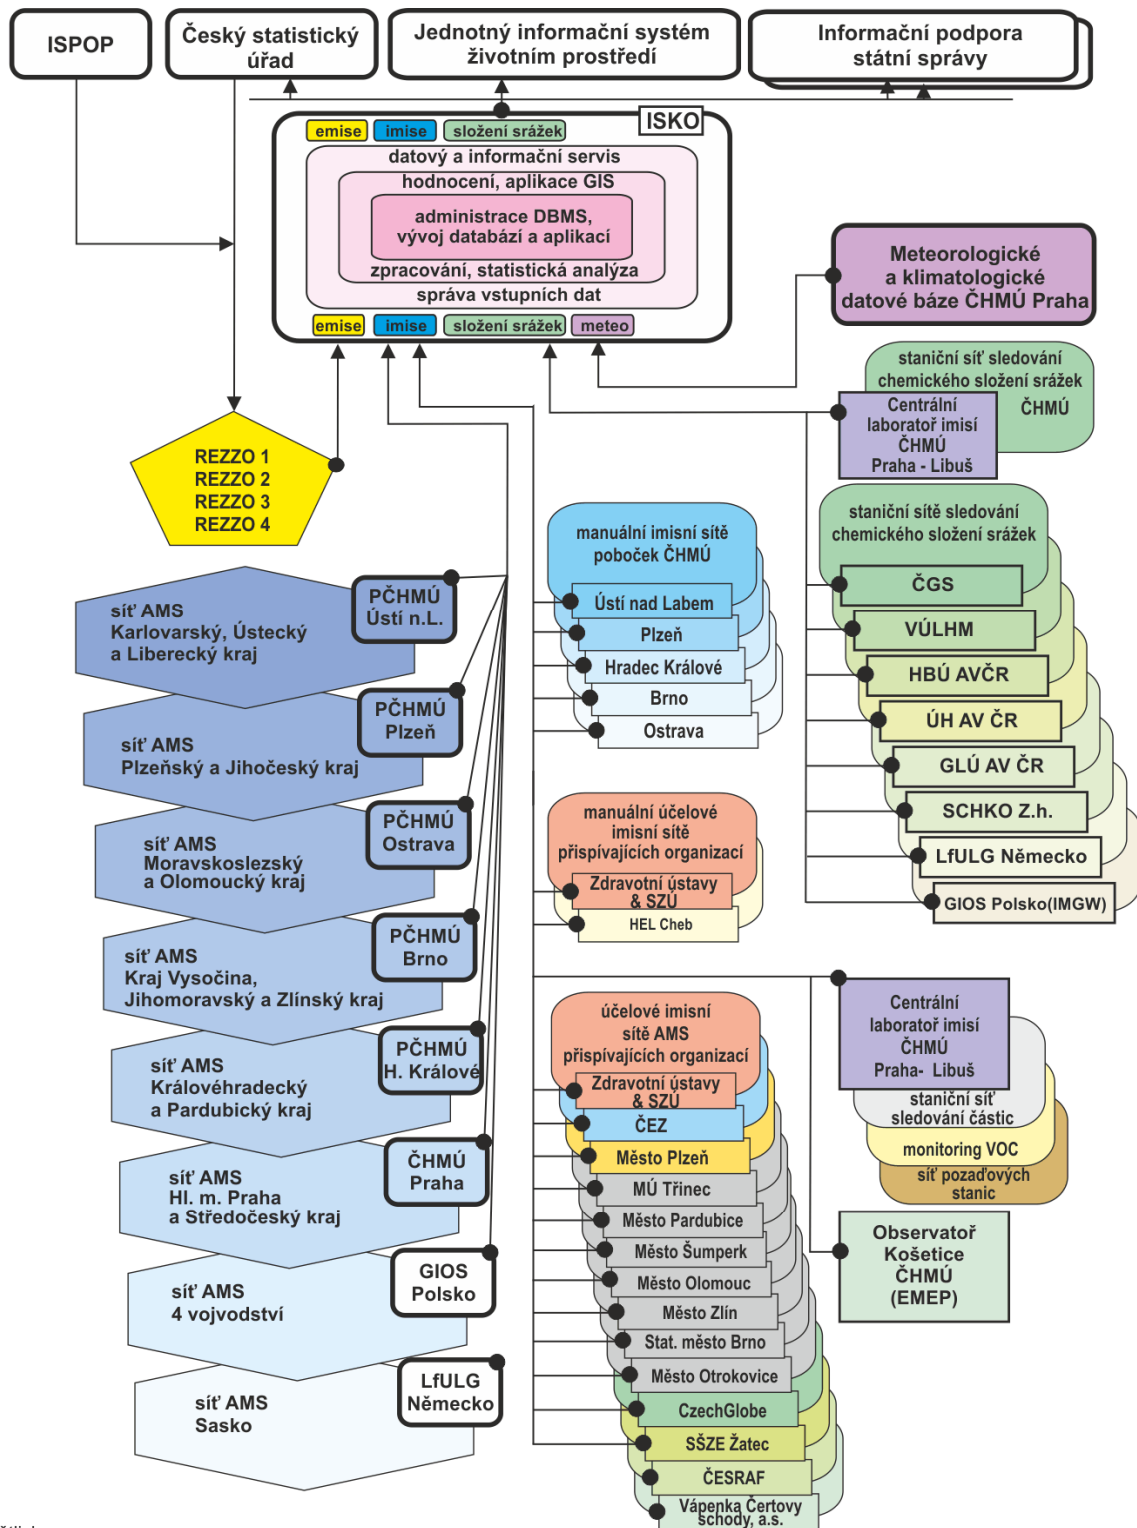 ISPOP
Český statistický
úřad
Jednotný informační systém
životním prostředí
Informační podpora
státní správy
ISKO
emise
imise
složení srážek
datový a informační servis
hodnocení, aplikace GIS
administrace DBMS,
vývoj databází a aplikací
zpracování, statistická analýza
správa vstupních dat
emise
imise
složení srážek
meteo
Meteorologické
a klimatologické
datové báze ČHMÚ Praha
staniční síť sledování
chemického složení srážek
ČHMÚ
Centrální
laboratoř imisí
ČHMÚ
Praha - Libuš
REZZO 1
REZZO 2
REZZO 3
REZZO 4
staniční sítě sledování
chemického složení srážek
ČGS
VÚLHM
HBÚ AVČR
ÚH AV ČR
GLÚ AV ČR
SCHKO Z.h.
LfULG Německo
GIOS Polsko(IMGW)
manuální imisní sítě
poboček ČHMÚ
Ústí nad Labem
Plzeň
Hradec Králové
Brno
Ostrava
PČHMÚ
Ústí n.L.
síť AMS
Karlovarský, Ústecký
a Liberecký kraj
PČHMÚ
Plzeň
síť AMS
Plzeňský a Jihočeský kraj
PČHMÚ
Ostrava
síť AMS
Moravskoslezský
a Olomoucký kraj
PČHMÚ
Brno
síť AMS
Kraj Vysočina,
Jihomoravský a Zlínský kraj
PČHMÚ
H. Králové
síť AMS
Královéhradecký
a Pardubický kraj
ČHMÚ
Praha
síť AMS
Hl. m. Praha
a Středočeský kraj
GIOS
Polsko
síť AMS
4 vojvodství
LfULG
Německo
síť AMS
Sasko
manuální účelové
imisní sítě
přispívajících organizací
Zdravotní ústavy
& SZÚ
HEL Cheb
účelové imisní
sítě AMS
přispívajících organizací
Zdravotní ústavy
& SZÚ
ČEZ
Město Plzeň
MÚ Třinec
Město Pardubice
Město Šumperk
Město Olomouc
Město Zlín
Stat. město Brno
Město Otrokovice
CzechGlobe
SŠZE Žatec
ČESRAF
Vápenka Čertovy
schody, a.s.
Centrální
laboratoř imisí
ČHMÚ
Praha- Libuš
staniční síť
sledování částic
monitoring VOC
síť pozaďových
stanic
Observatoř
Košetice
ČHMÚ
(EMEP)